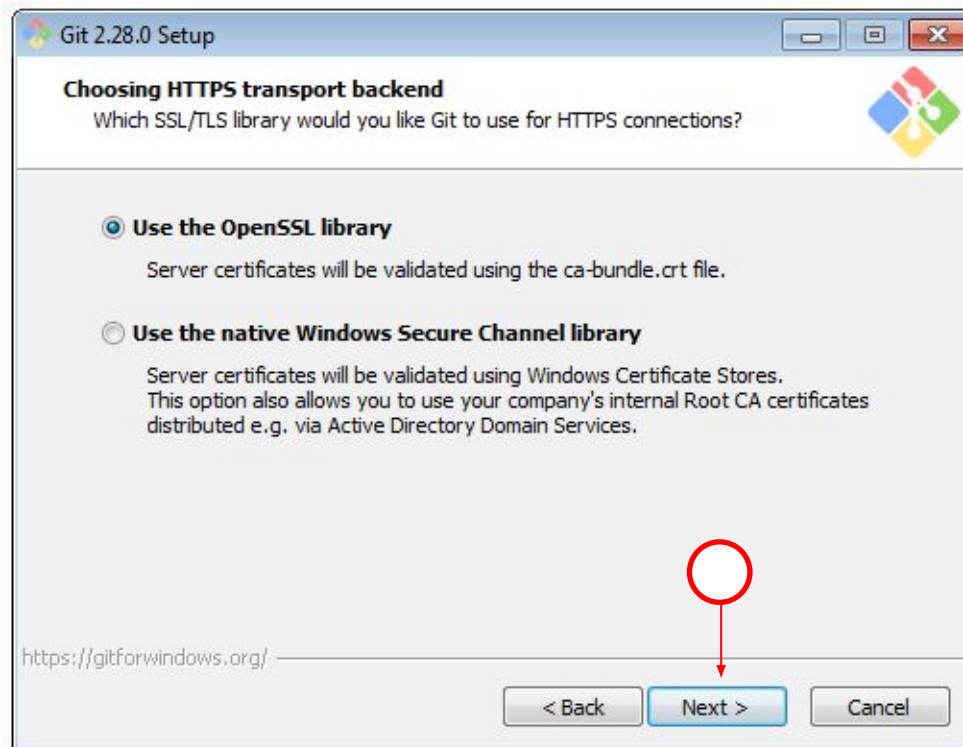 Git 2.28.0 Setup
Choosing HTTPS transport backend
Which SSL/TLS library would you like Git to use for HTTPS connections?
Use the OpenSSL library
Server certificates will be validated using the ca-bundle.crt file.
Use the native Windows Secure Channel library
Server certificates will be validated using Windows Certificate Stores.
This option also allows you to use your company's internal Root CA certificates
distributed e.g. via Active Directory Domain Services.
https://gitforwindows.org/
< Back Next > Cancel